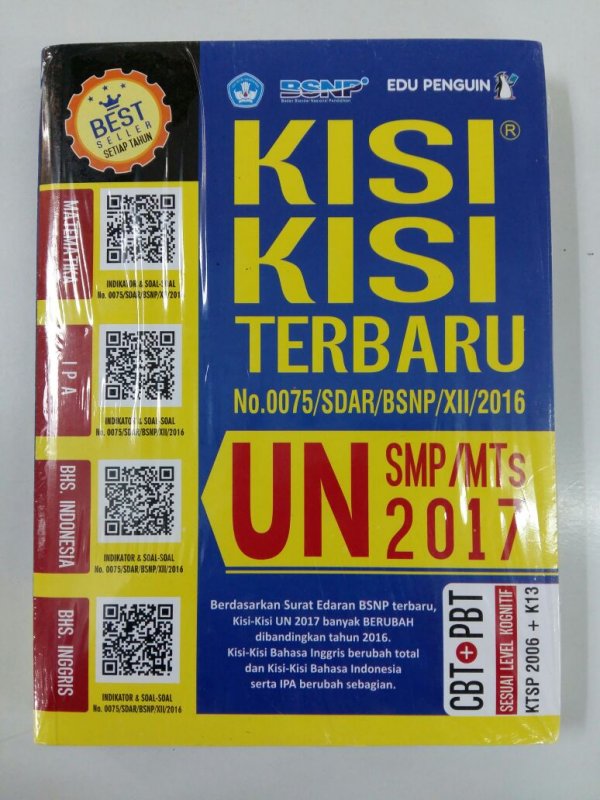 BEST
SELLER
SETIAP TAHUN
BSNP
Badan Standar Nasional Pendidikan
EDU PENGUIN
KISI
®
KISI
TERBARU
No.0075/SDAR/BSNP/XII/2016
UN
SMP/MTs
2017
MATEMATIKA
INDIKATOR & SOAL-SOAL
No. 0075/SDAR/BSNP/XII/2016
IPA
INDIKATOR & SOAL-SOAL
No. 0075/SDAR/BSNP/XII/2016
BHS. INDONESIA
INDIKATOR & SOAL-SOAL
No. 0075/SDAR/BSNP/XII/2016
BHS. INGGRIS
INDIKATOR & SOAL-SOAL
No. 0075/SDAR/BSNP/XII/2016
Berdasarkan Surat Edaran BSNP terbaru,
Kisi-Kisi UN 2017 banyak BERUBAH
dibandingkan tahun 2016.
Kisi-Kisi Bahasa Inggris berubah total
dan Kisi-Kisi Bahasa Indonesia
serta IPA berubah sebagian.
CBT+PBT
SESUAI LEVEL KOGNITIF
KTSP 2006 + K13